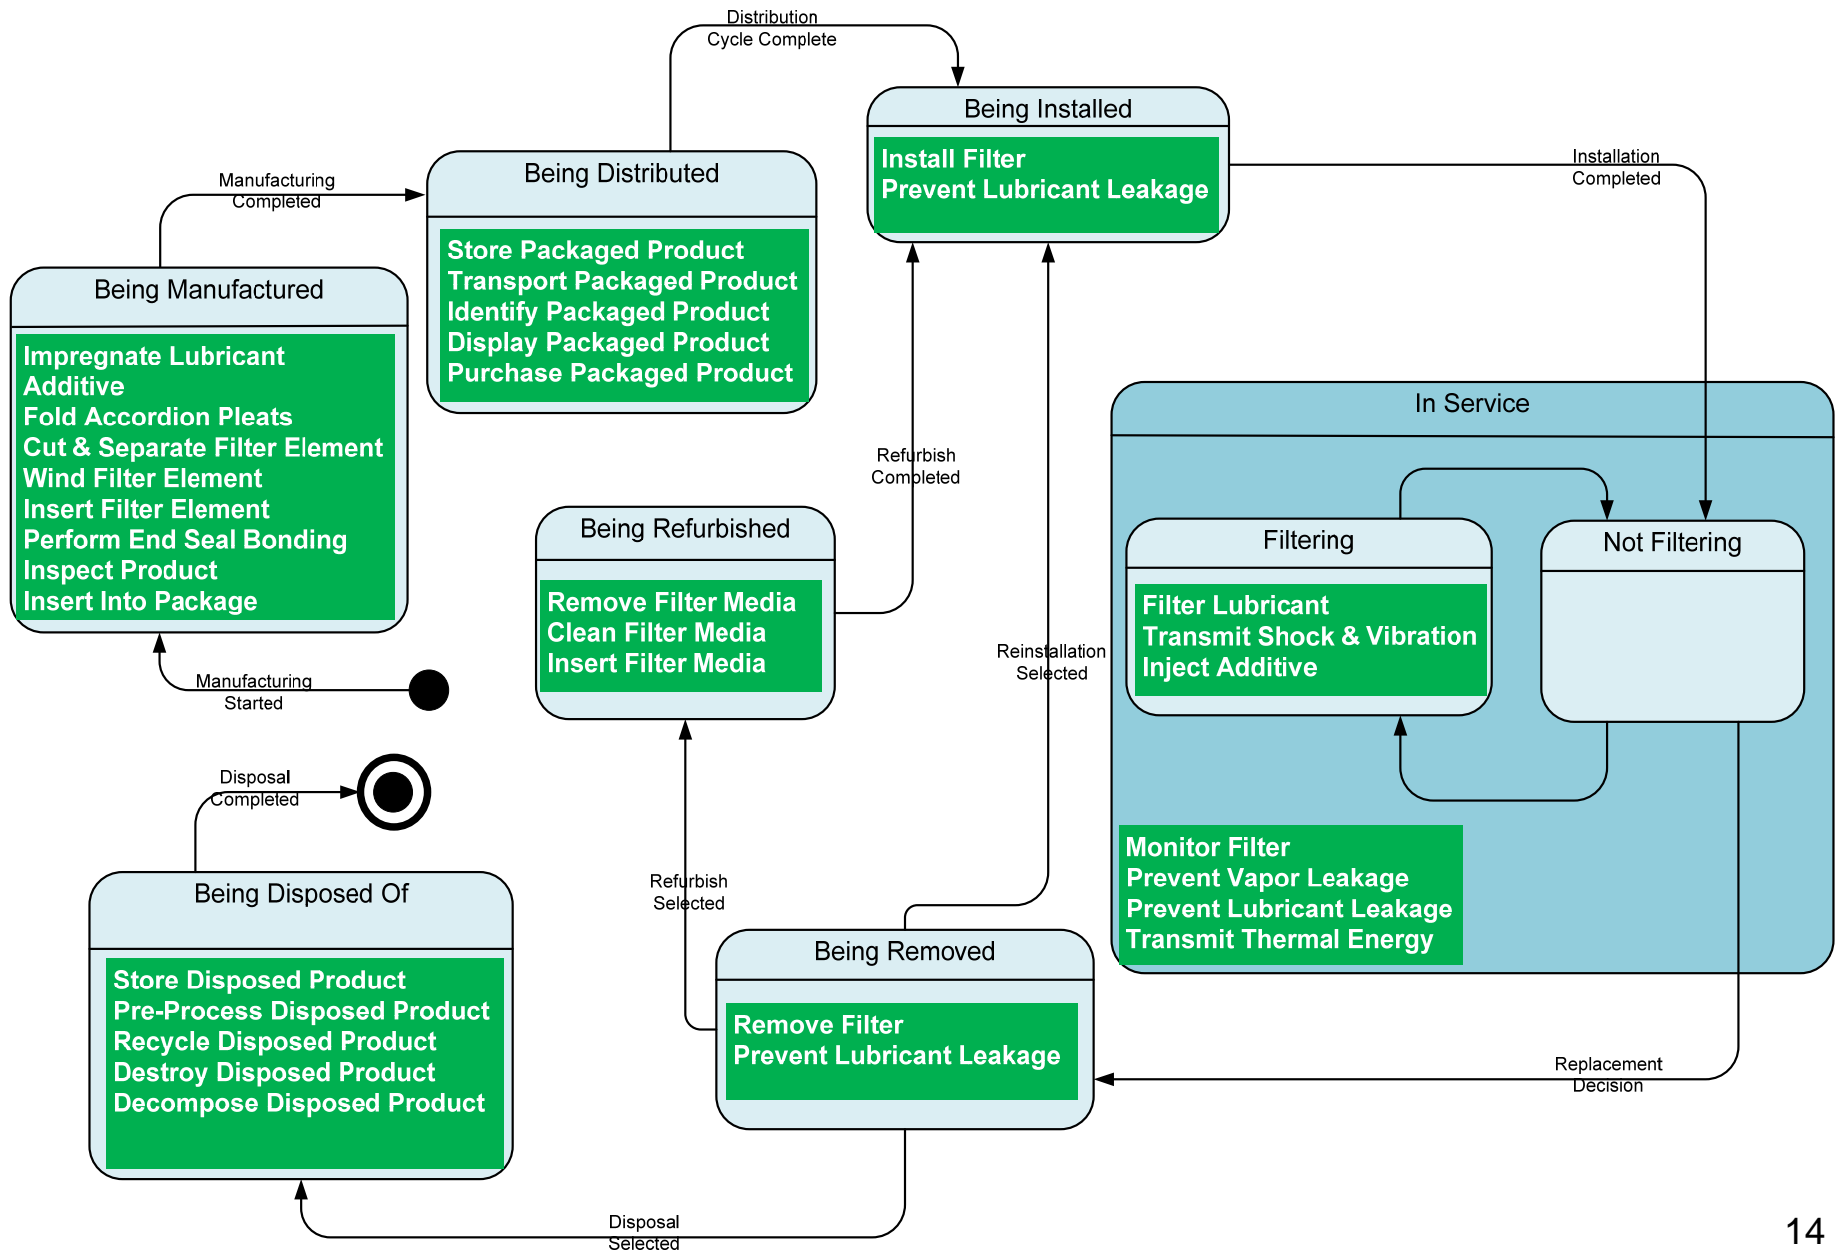 Distribution
Cycle Complete
Being Installed
Install Filter
Prevent Lubricant Leakage
Installation
Completed
Being Distributed
Store Packaged Product
Transport Packaged Product
Identify Packaged Product
Display Packaged Product
Purchase Packaged Product
Manufacturing
Completed
Being Manufactured
Impregnate Lubricant
Additive
Fold Accordion Pleats
Cut & Separate Filter Element
Wind Filter Element
Insert Filter Element
Perform End Seal Bonding
Inspect Product
Insert Into Package
Manufacturing
Started
In Service
Filtering
Filter Lubricant
Transmit Shock & Vibration
Inject Additive
Not Filtering
Monitor Filter
Prevent Vapor Leakage
Prevent Lubricant Leakage
Transmit Thermal Energy
Refurbish
Completed
Being Refurbished
Remove Filter Media
Clean Filter Media
Insert Filter Media
Reinstallation
Selected
Disposal
Completed
Refurbish
Selected
Being Disposed Of
Store Disposed Product
Pre-Process Disposed Product
Recycle Disposed Product
Destroy Disposed Product
Decompose Disposed Product
Being Removed
Remove Filter
Prevent Lubricant Leakage
Replacement
Decision
Disposal
Selected
14